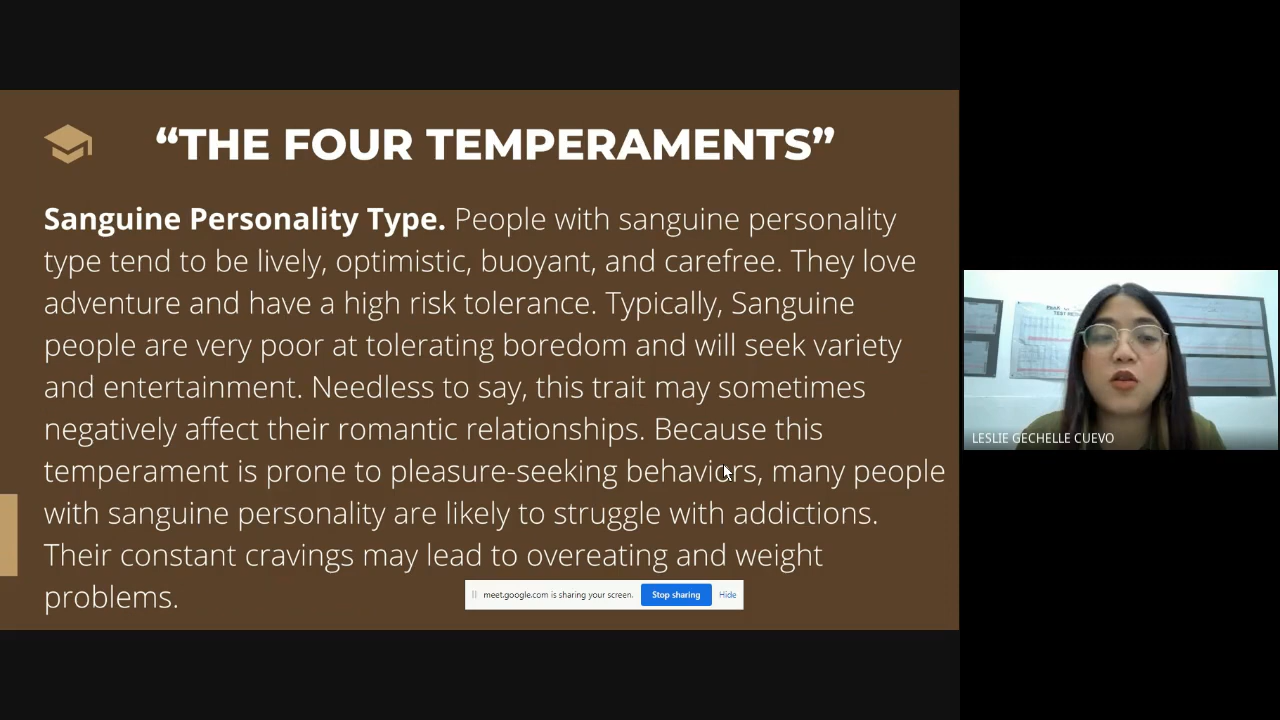 “THE FOUR TEMPERAMENTS”
Sanguine Personality Type. People with sanguine personality
type tend to be lively, optimistic, buoyant, and carefree. They love
adventure and have a high risk tolerance. Typically, Sanguine
people are very poor at tolerating boredom and will seek variety
and entertainment. Needless to say, this trait may sometimes
negatively affect their romantic relationships. Because this
temperament is prone to pleasure-seeking behaviors, many people
with sanguine personality are likely to struggle with addictions.
Their constant cravings may lead to overeating and weight
problems.
meet.google.com is sharing your screen. Stop sharing Hide
LESLIE GECHELLE CUEVO